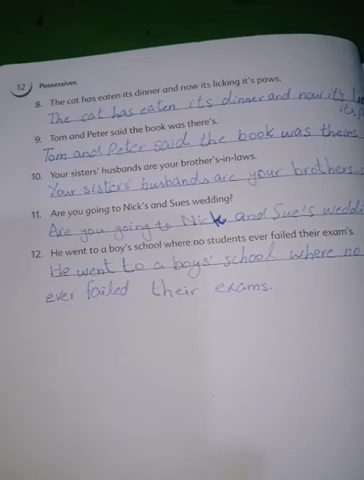 12 Possessives
8. The cat has eaten its dinner and now its licking it's paws.
The cat has eaten its dinner and now it's
9. Tom and Peter said the book was there's.
Tom and Peter said the book was theirs
10. Your sisters' husbands are your brother's-in-laws.
Your sisters' husbands are your brothers
11. Are you going to Nick's and Sues wedding?
Are you going to Nick and Sue's
12. He went to a boy's school where no students ever failed their exam's.
He went to a boys' school where no
ever failed their exams.